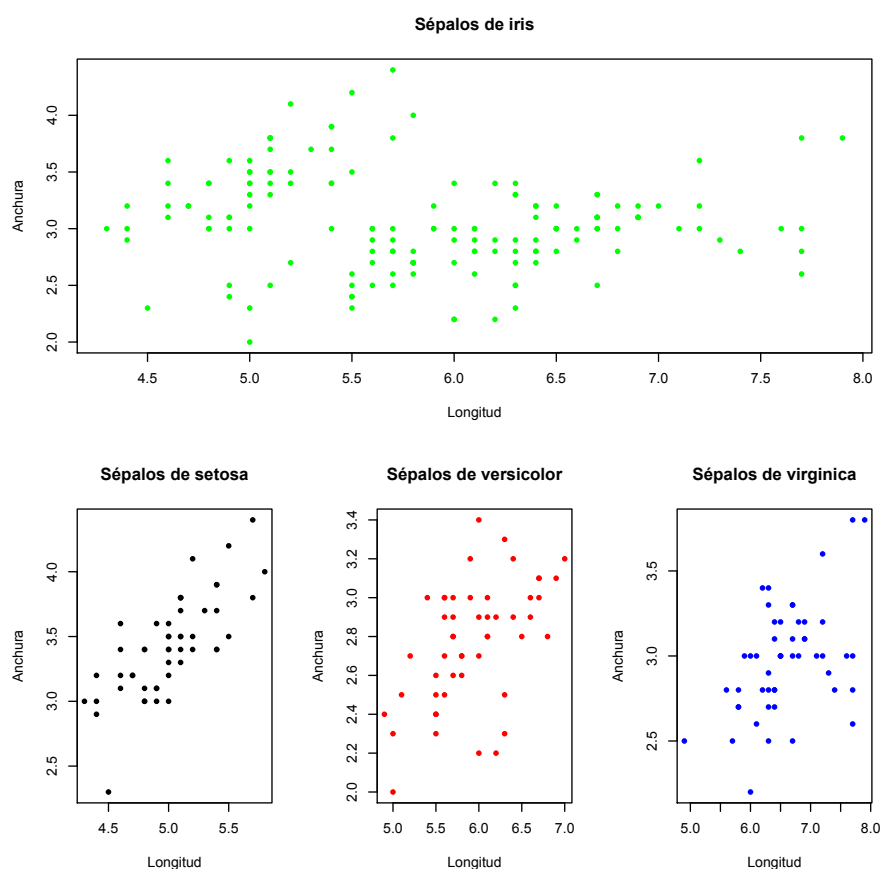 Sépalos de iris
Anchura
4.0
3.5
3.0
2.5
2.0
4.5 5.0 5.5 6.0 6.5 7.0 7.5 8.0
Longitud
Sépalos de setosa
Anchura
4.0
3.5
3.0
2.5
4.5 5.0 5.5
Longitud
Sépalos de versicolor
Anchura
3.4
3.2
3.0
2.8
2.6
2.4
2.2
2.0
5.0 5.5 6.0 6.5 7.0
Longitud
Sépalos de virginica
Anchura
3.5
3.0
2.5
5.0 6.0 7.0 8.0
Longitud